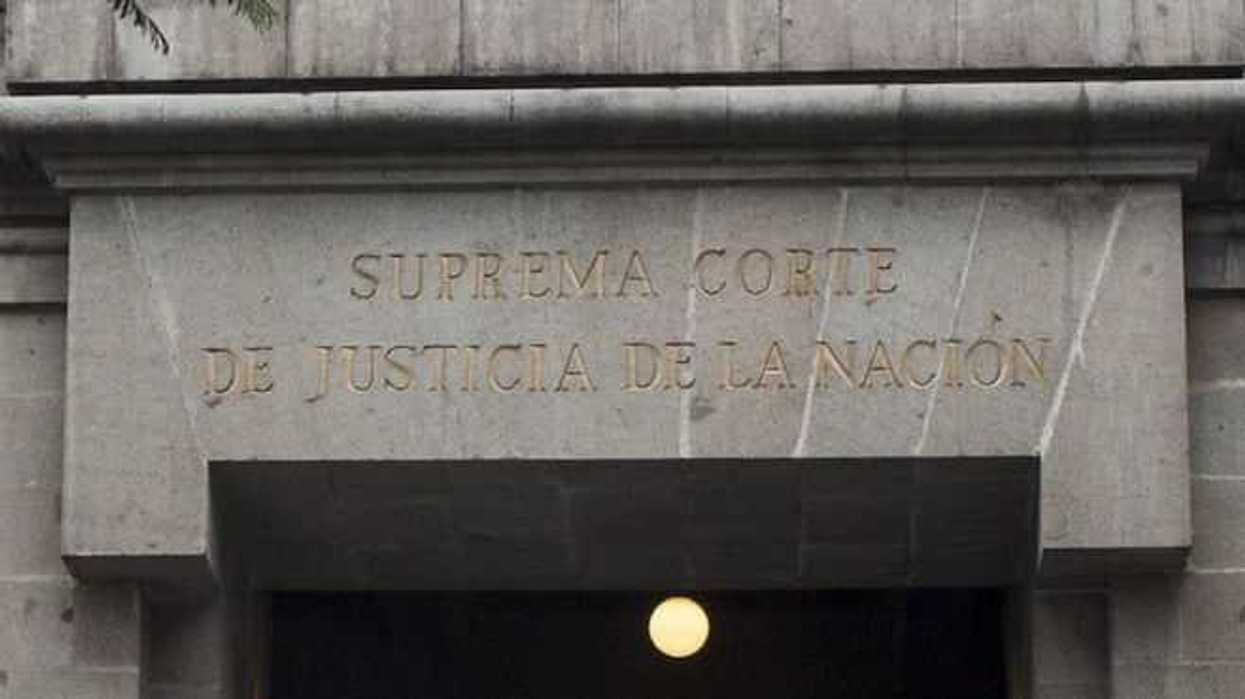 SUPREMA CORTE
DE JUSTICIA DE LA NACIÓN